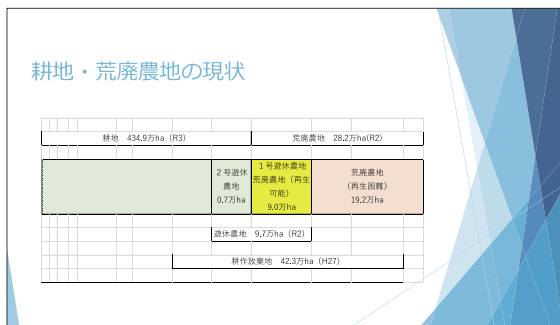 耕地・荒廃農地の現状
耕地　434.9万ha（R3）
荒廃農地　28.2万ha(R2)
２号遊休
農地
0.7万ha
１号遊休農地
荒廃農地（再生
可能）
9.0万ha
荒廃農地
（再生困難）
19.2万ha
遊休農地　9.7万ha（R2）
耕作放棄地　42.3万ha（H27）